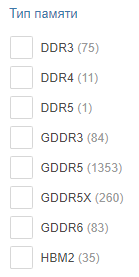 Тип памяти
DDR3 (75)
DDR4 (11)
DDR5 (1)
GDDR3 (84)
GDDR5 (1353)
GDDR5X (260)
GDDR6 (83)
HBM2 (35)